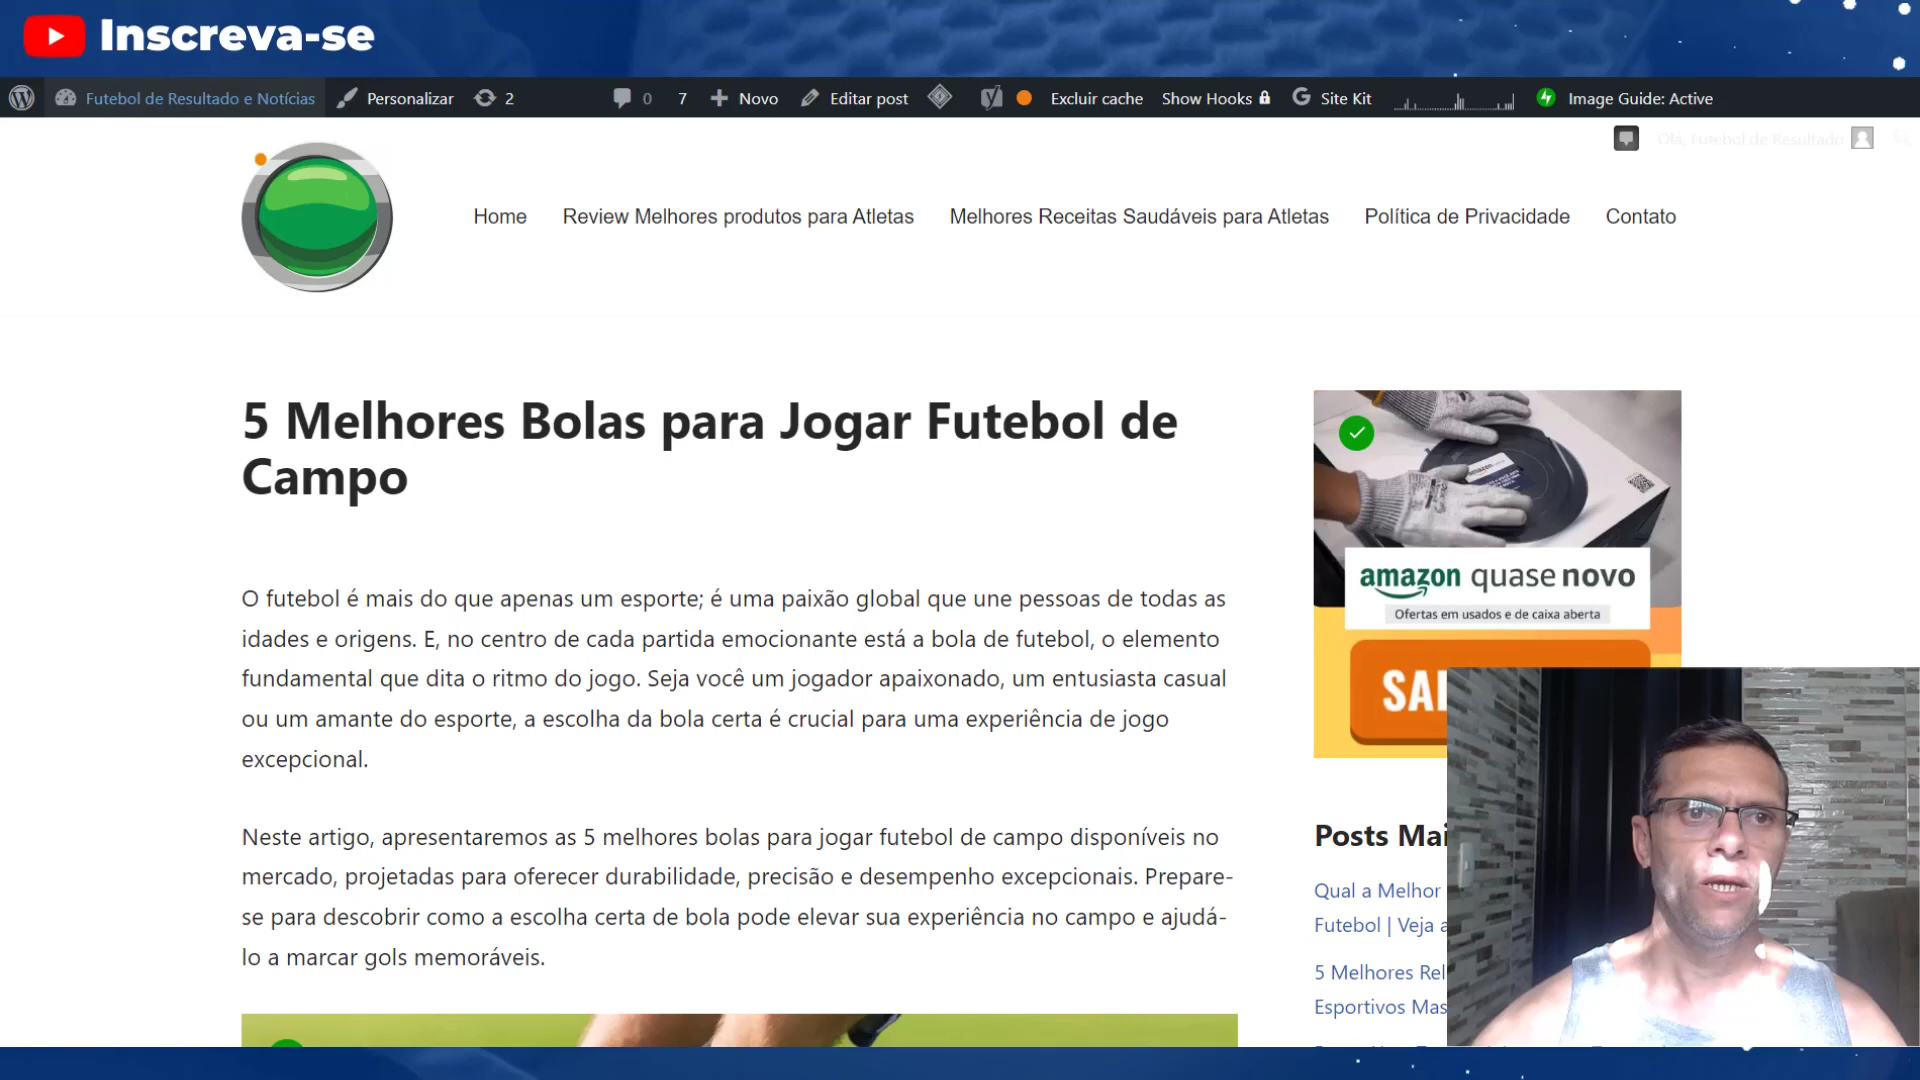 Inscreva-se
Futebol de Resultado e Notícias Personalizar 2 0 7 Novo Editar post Excluir cache Show Hooks Site Kit Image Guide: Active
Olá, Futebol de Resultado
Home Review Melhores produtos para Atletas Melhores Receitas Saudáveis para Atletas Política de Privacidade Contato
5 Melhores Bolas para Jogar Futebol de
Campo
O futebol é mais do que apenas um esporte; é uma paixão global que une pessoas de todas as
idades e origens. E, no centro de cada partida emocionante está a bola de futebol, o elemento
fundamental que dita o ritmo do jogo. Seja você um jogador apaixonado, um entusiasta casual
ou um amante do esporte, a escolha da bola certa é crucial para uma experiência de jogo
excepcional.
Neste artigo, apresentaremos as 5 melhores bolas para jogar futebol de campo disponíveis no
mercado, projetadas para oferecer durabilidade, precisão e desempenho excepcionais. Prepare-
se para descobrir como a escolha certa de bola pode elevar sua experiência no campo e ajudá-
lo a marcar gols memoráveis.
amazon quase novo
Ofertas em usados e de caixa aberta
SAI
Posts Mai
Qual a Melhor
Futebol | Veja a
5 Melhores Rel
Esportivos Mas